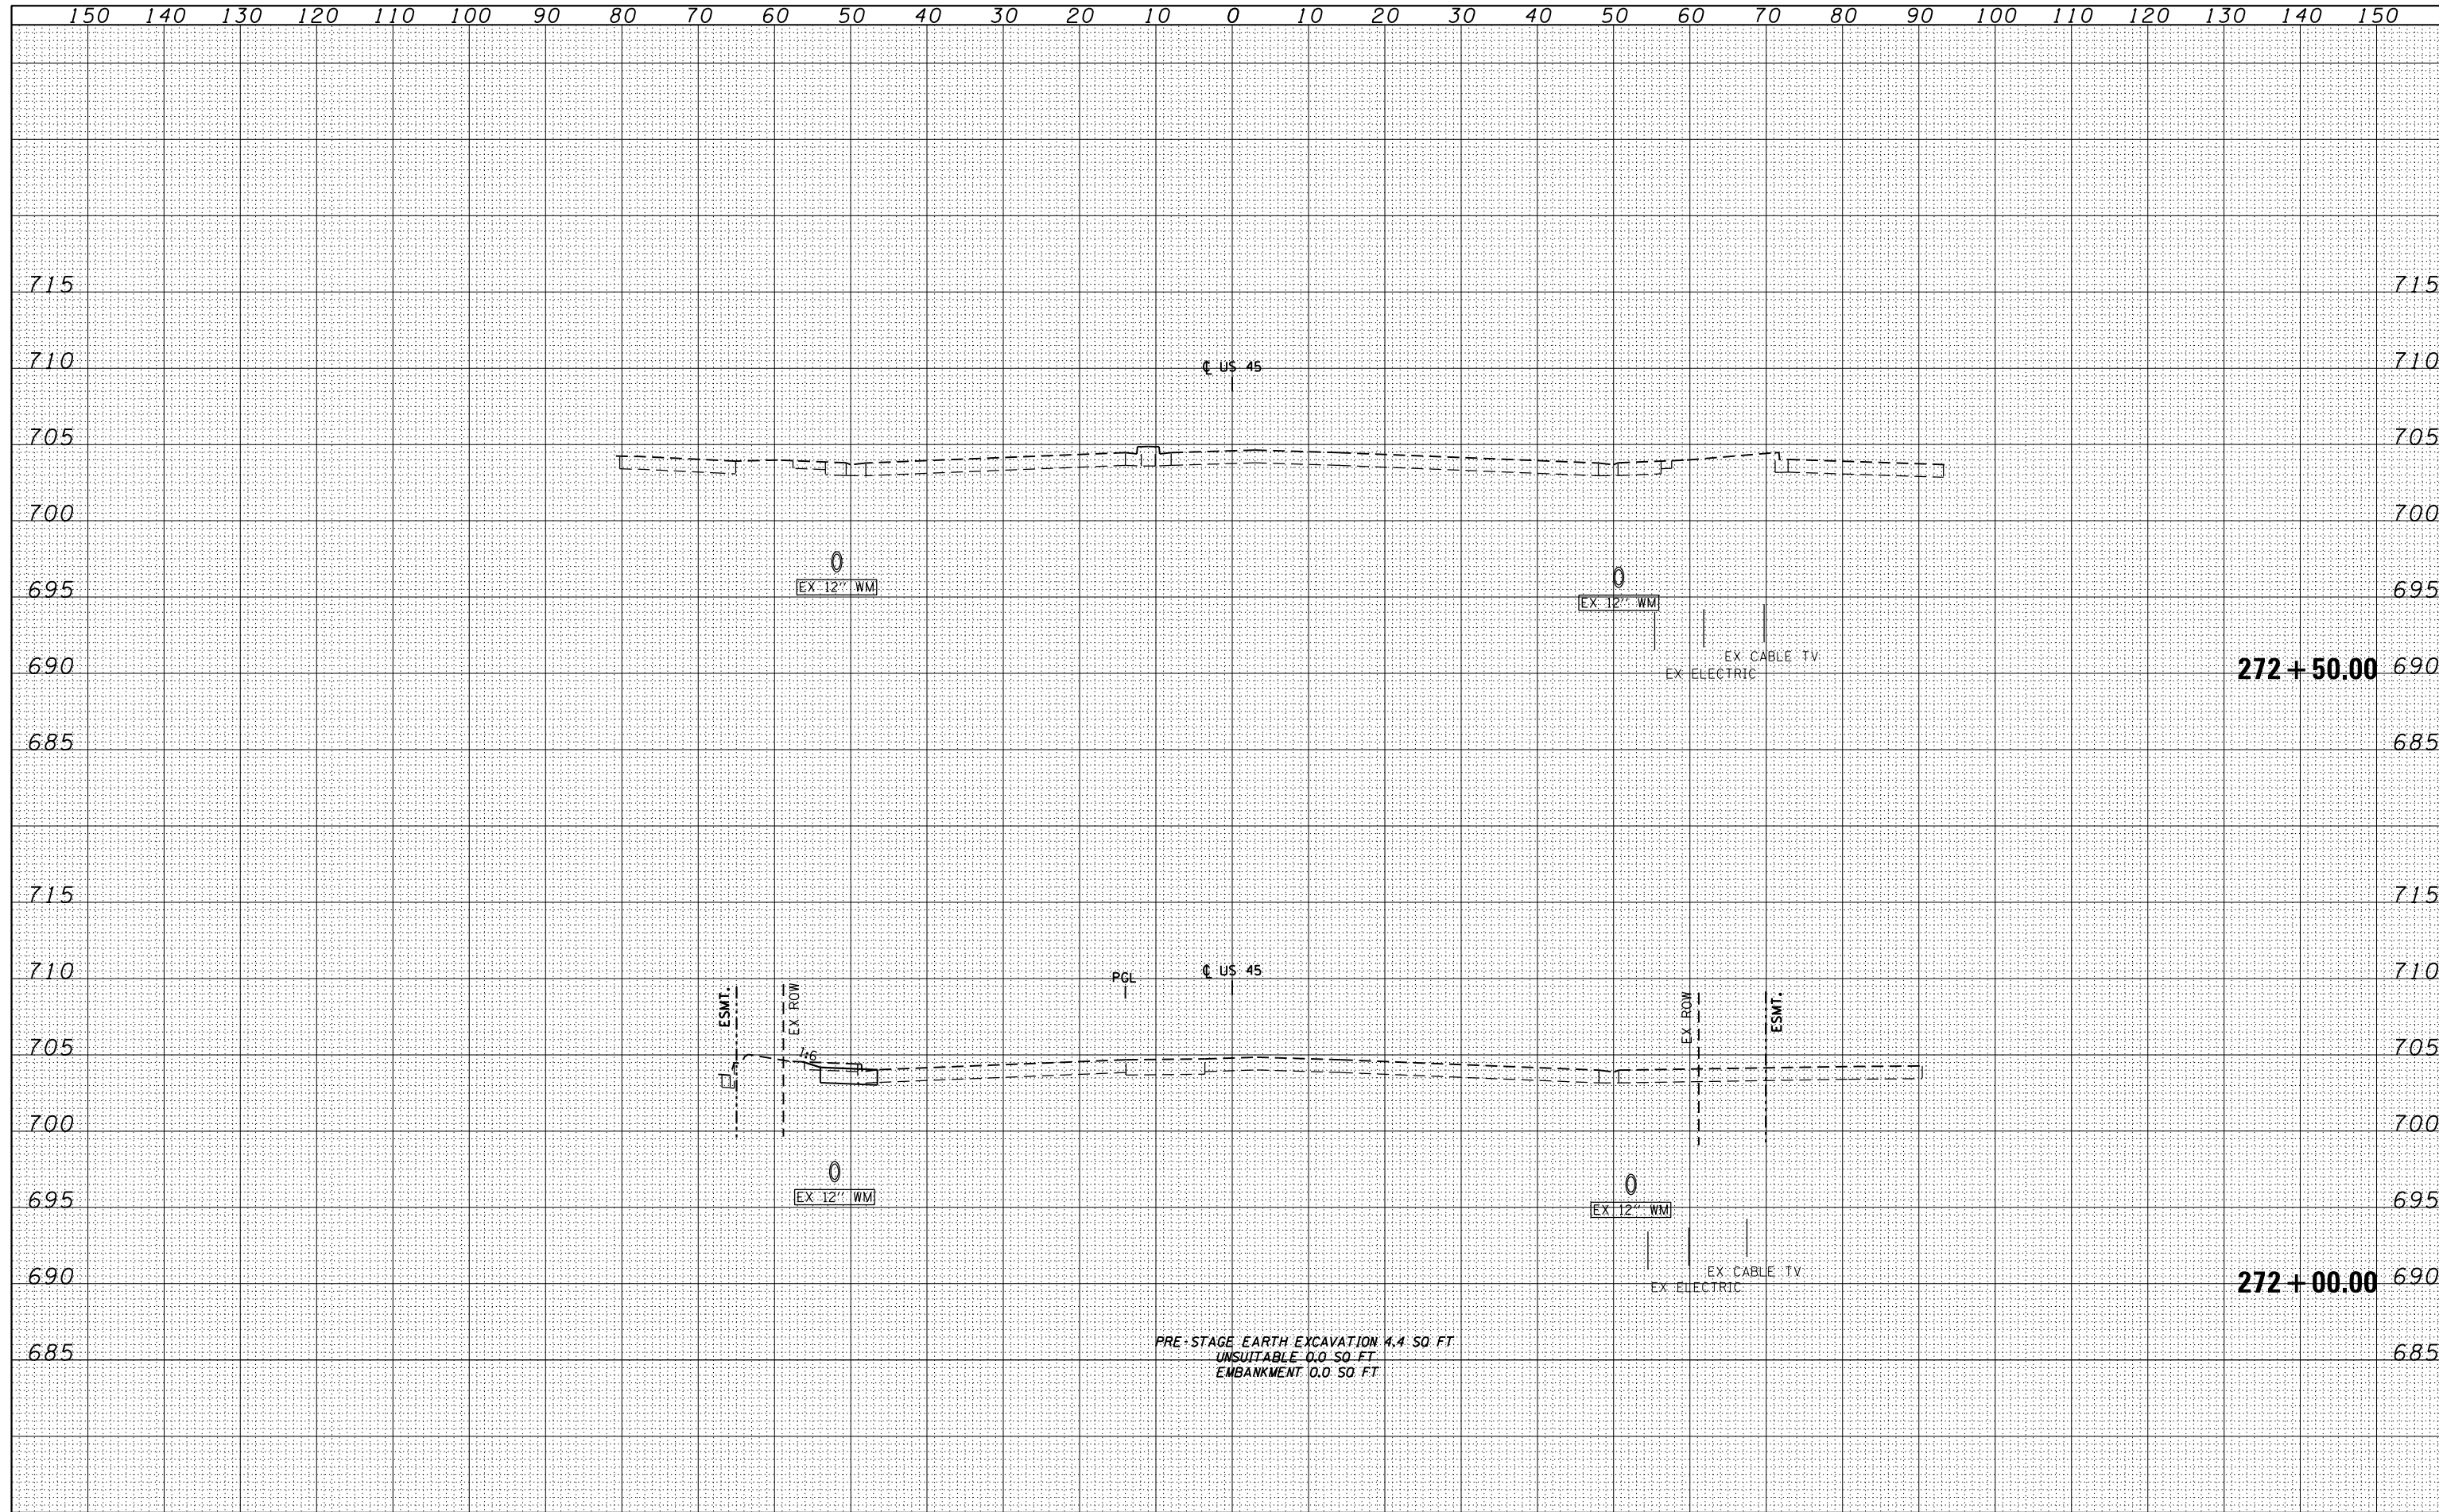 150 140 130 120 110 100 90 80 70 60 50 40 30 20 10 0 10 20 30 40 50 60 70 80 90 100 110 120 130 140 150
715 715
710 ℄ US 45 710
705 705
700 700
EX 12'' WM
695 695
EX 12'' WM
EX CABLE TV
690 EX ELECTRIC 272 + 50.00 690
685 685
715 715
710 PGL ℄ US 45 710
ESMT.
EX ROW
EX ROW
ESMT.
705 1:6 705
700 700
695 EX 12'' WM 695
EX 12'' WM
EX CABLE TV
690 EX ELECTRIC 272 + 00.00 690
PRE-STAGE EARTH EXCAVATION 4.4 SQ FT
685 UNSUITABLE 0.0 SQ FT 685
EMBANKMENT 0.0 SQ FT